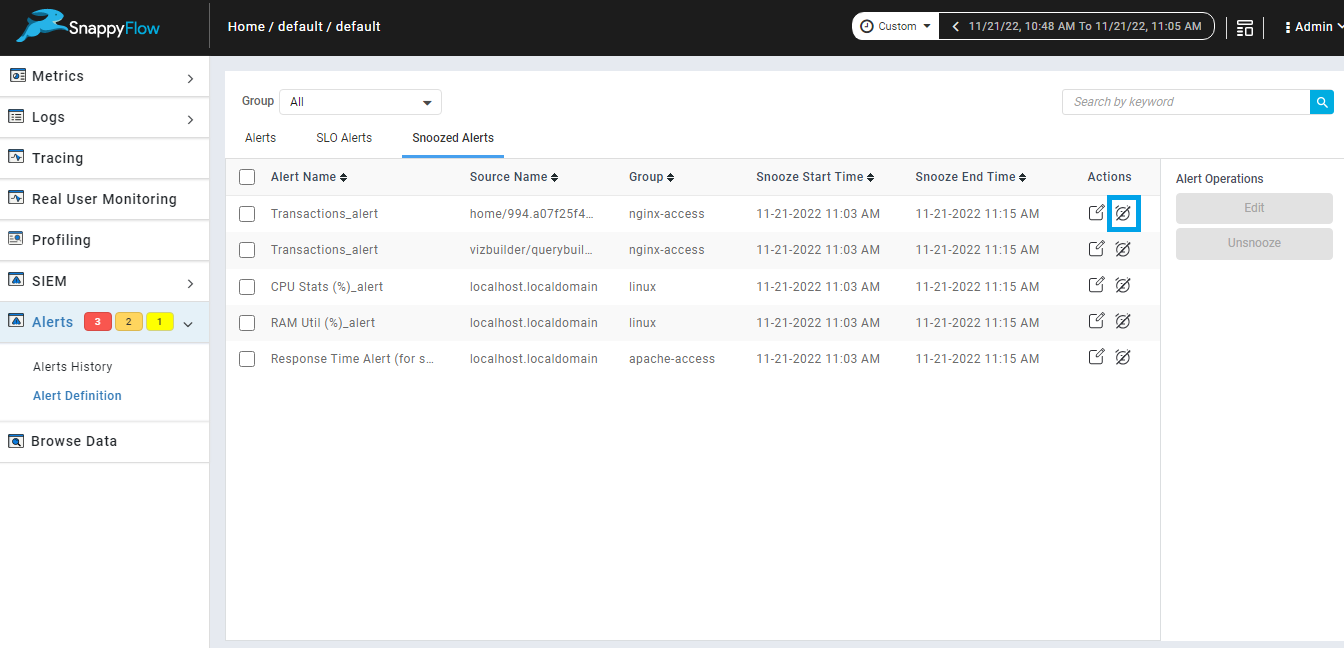 SnappyFlow
Home / default / default
Custom
11/21/22, 10:48 AM To 11/21/22, 11:05 AM
Admin
Metrics
Logs
Tracing
Real User Monitoring
Profiling
SIEM
Alerts 3 2 1
Alerts History
Alert Definition
Browse Data
Group All
Search by keyword
Alerts SLO Alerts Snoozed Alerts
Alert Name Source Name Group Snooze Start Time Snooze End Time Actions
Transactions_alert home/994.a07f25f4... nginx-access 11-21-2022 11:03 AM 11-21-2022 11:15 AM
Transactions_alert vizbuilder/querybuil... nginx-access 11-21-2022 11:03 AM 11-21-2022 11:15 AM
CPU Stats (%)_alert localhost.localdomain linux 11-21-2022 11:03 AM 11-21-2022 11:15 AM
RAM Util (%)_alert localhost.localdomain linux 11-21-2022 11:03 AM 11-21-2022 11:15 AM
Response Time Alert (for s... localhost.localdomain apache-access 11-21-2022 11:03 AM 11-21-2022 11:15 AM
Alert Operations
Edit
Unsnooze